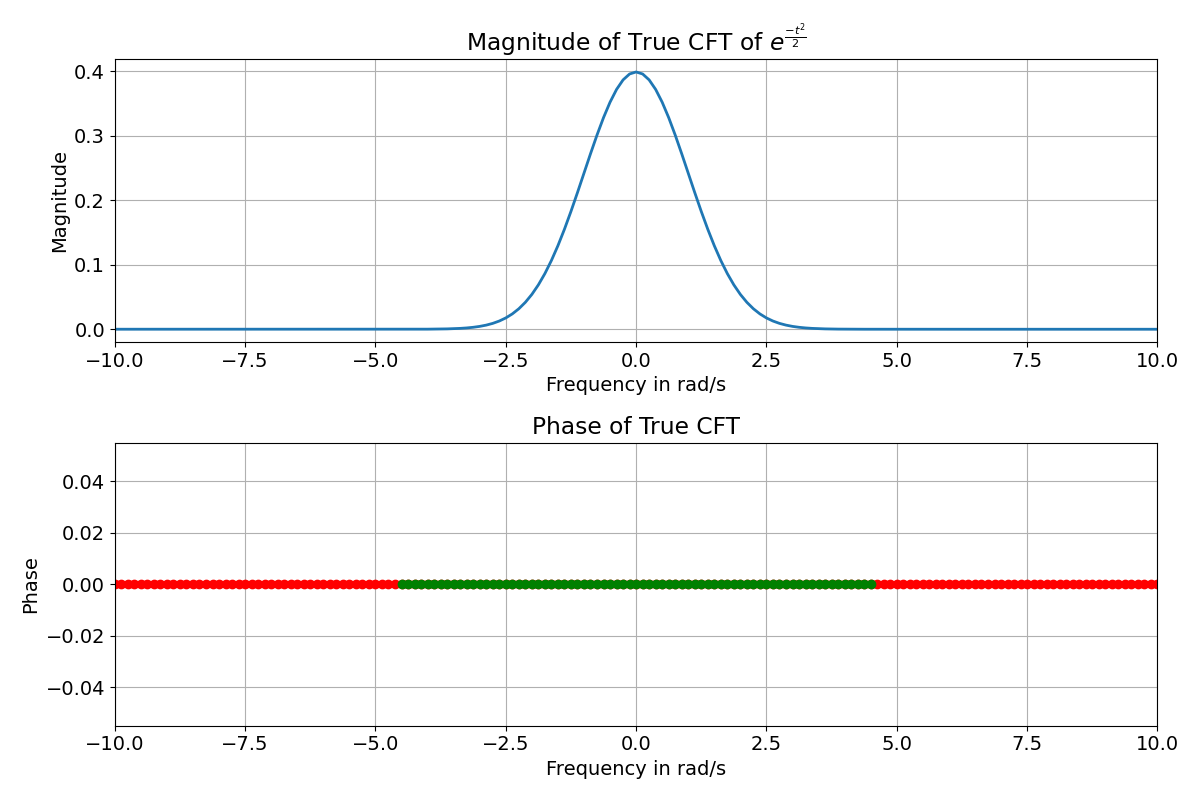 Magnitude of True CFT of $e^{\frac{-t^2}{2}}$
Magnitude
0.4
0.3
0.2
0.1
0.0
−10.0 −7.5 −5.0 −2.5 0.0 2.5 5.0 7.5 10.0
Frequency in rad/s
Phase of True CFT
Phase
0.04
0.02
0.00
−0.02
−0.04
−10.0 −7.5 −5.0 −2.5 0.0 2.5 5.0 7.5 10.0
Frequency in rad/s